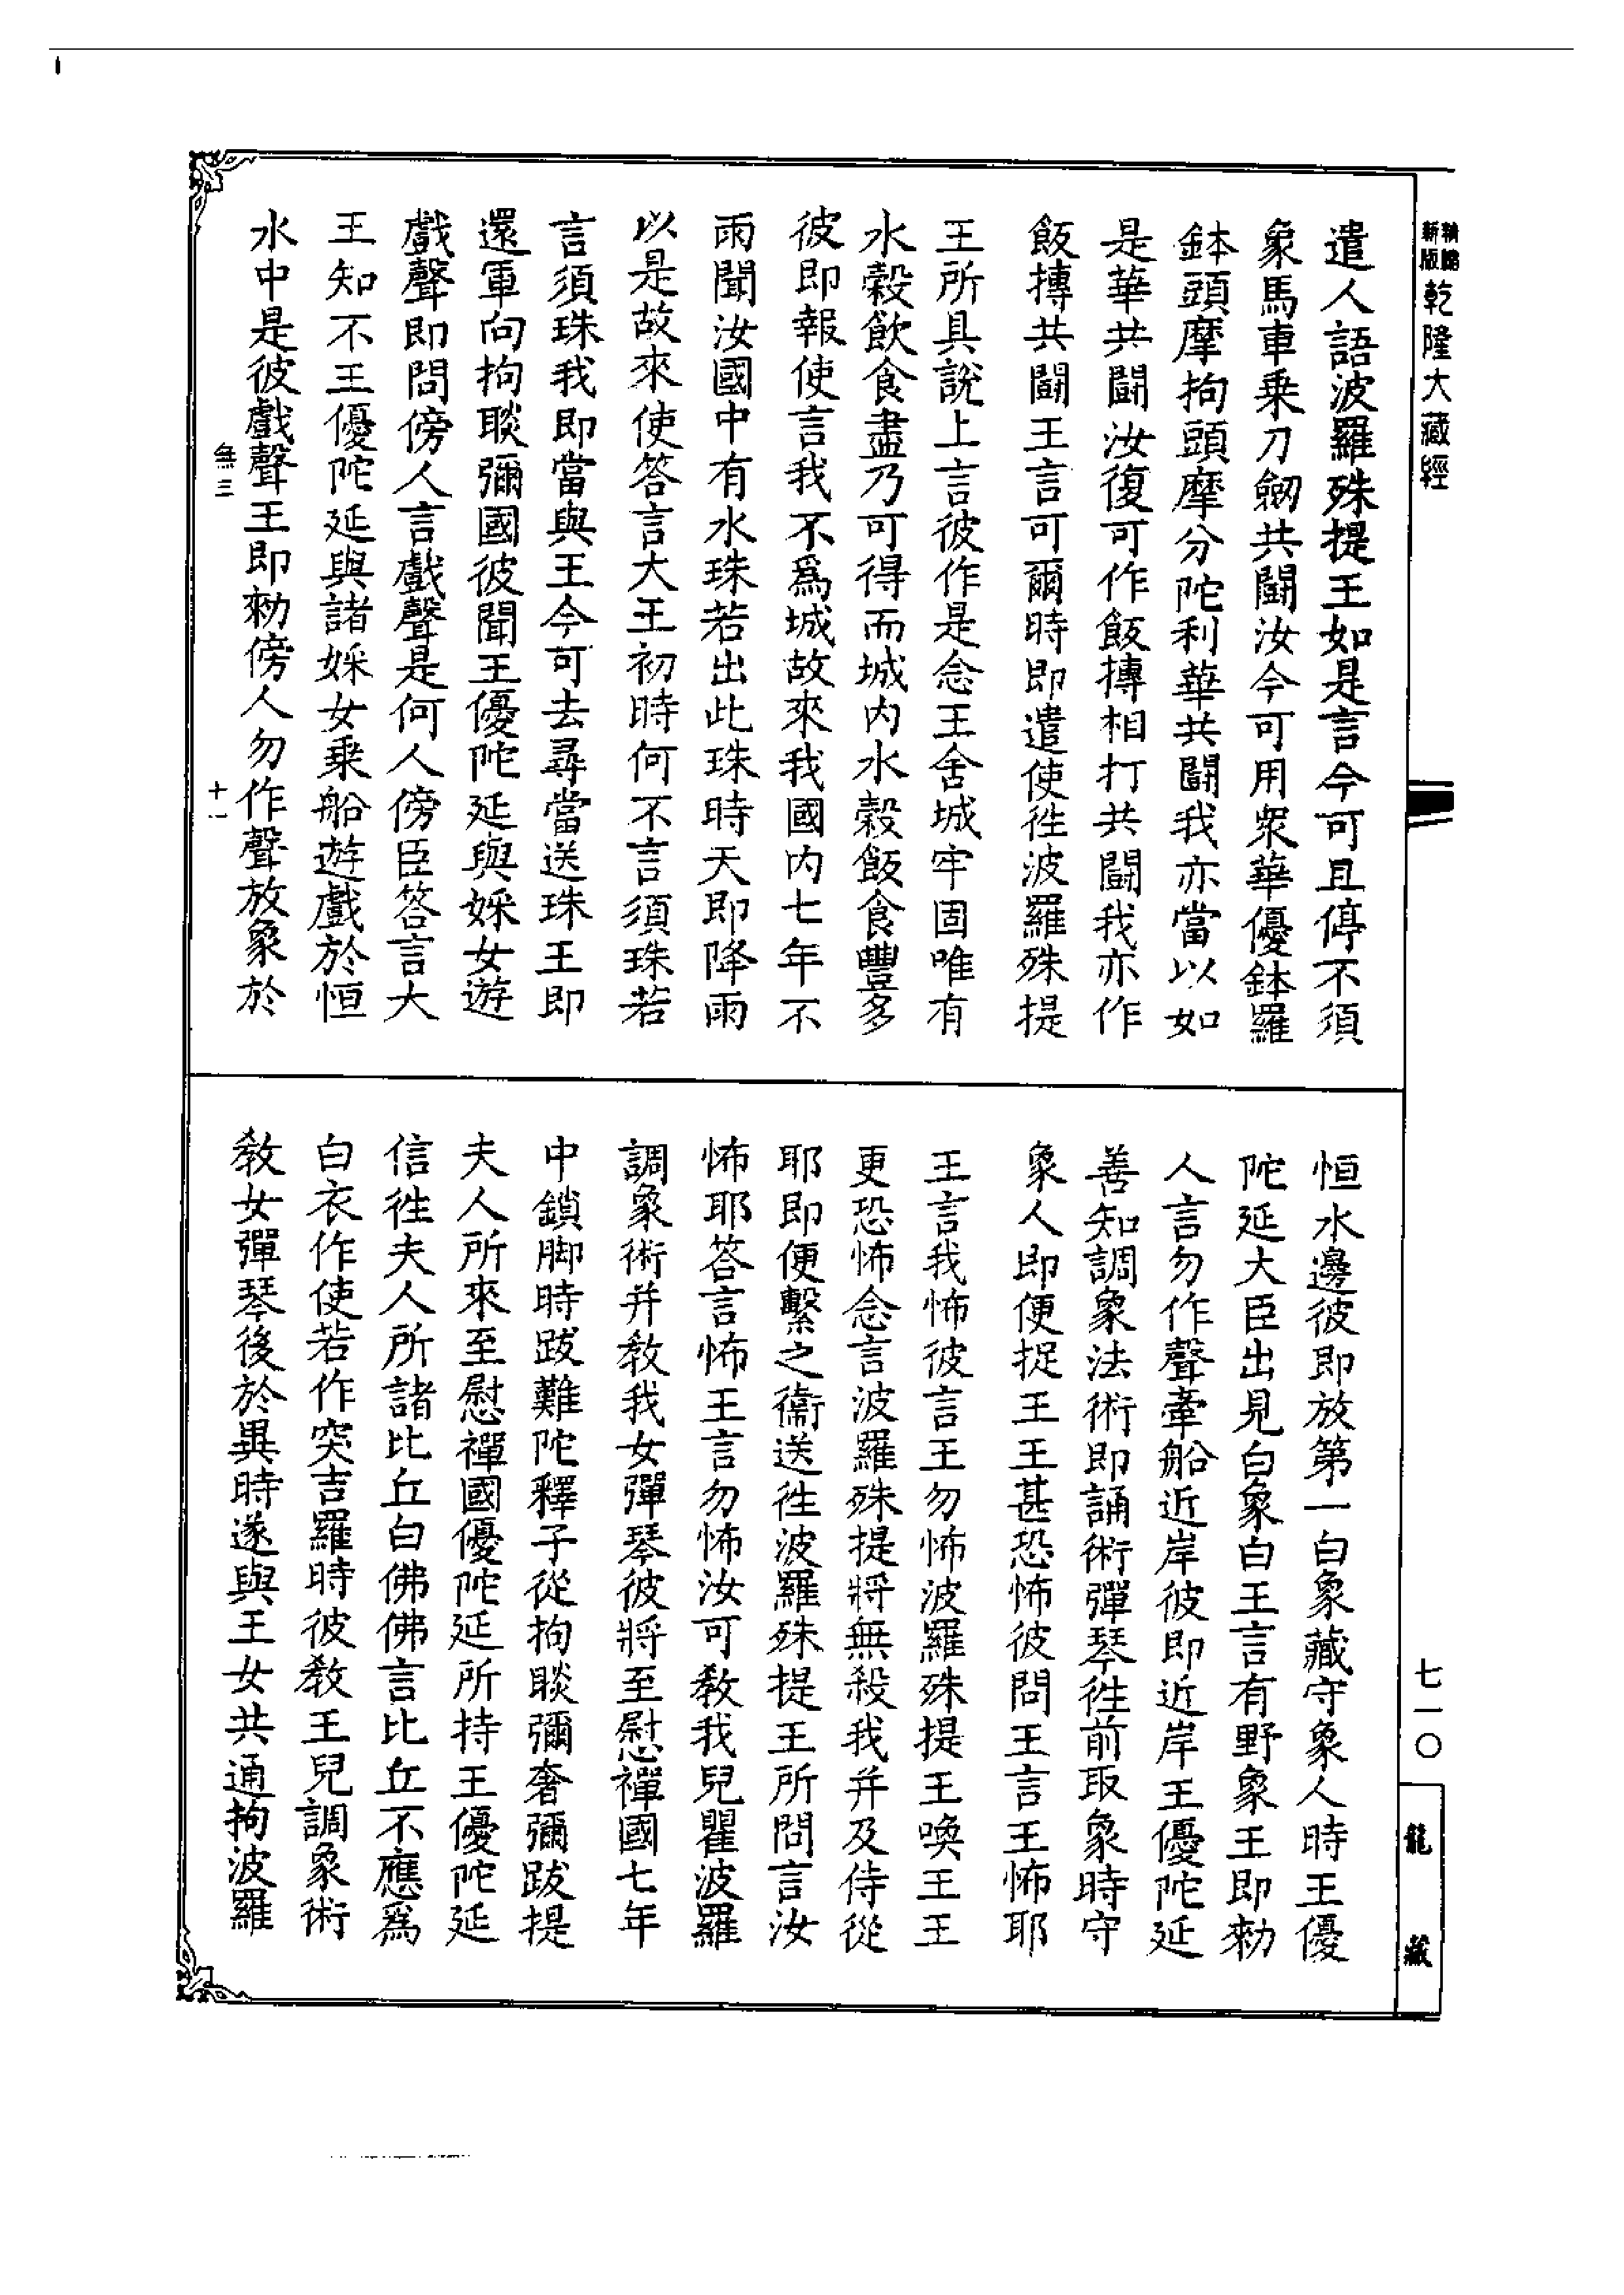 新版
精縮
乾隆大藏經
遣人語波羅殊提王如是言今可且停不須
象馬車乗刀劒共鬪汝今可用衆華優鉢羅
鉢頭摩拘頭摩分陀利華共鬪我亦當以如
是華共鬪汝復可作飯摶相打共鬪我亦作
飯摶共鬪王言可爾時即遣使徃波羅殊提
王所具說上言彼作是念王舍城牢固唯有
水穀飲食盡乃可得而城内水穀飯食豐多
彼即報使言我不爲城故來我國内七年不
雨聞汝國中有水珠若出此珠時天即降雨
以是故來使答言大王初時何不言須珠若
言須珠我即當與王今可去尋當送珠王即
還軍向拘睒彌國彼聞王優陀延與婇女遊
戲聲即問傍人言戲聲是何人傍臣答言大
王知不王優陀延與諸婇女乗船遊戲於恒
水中是彼戲聲王即勑傍人勿作聲放象於
無三
十一
恒水邊彼即放第一白象藏守象人時王優
陀延大臣出見白象白王言有野象王即勑
人言勿作聲牽船近岸彼即近岸王優陀延
善知調象法術即誦術彈琴徃前取象時守
象人即便捉王王甚恐怖彼問王言王怖耶
王言我怖彼言王勿怖波羅殊提王喚王王
更恐怖念言波羅殊提將無殺我并及侍從
耶即便繫之衞送徃波羅殊提王所問言汝
怖耶答言怖王言勿怖汝可教我兒瞿波羅
調象術并教我女彈琴彼將至慰禪國七年
中鎖脚時跋難陀釋子從拘睒彌奢彌跋提
夫人所來至慰禪國優陀延所持王優陀延
信徃夫人所諸比丘白佛佛言比丘不應爲
白衣作使若作突吉羅時彼教王兒調象術
教女彈琴後於異時遂與王女共通拘波羅
七一〇
龍藏